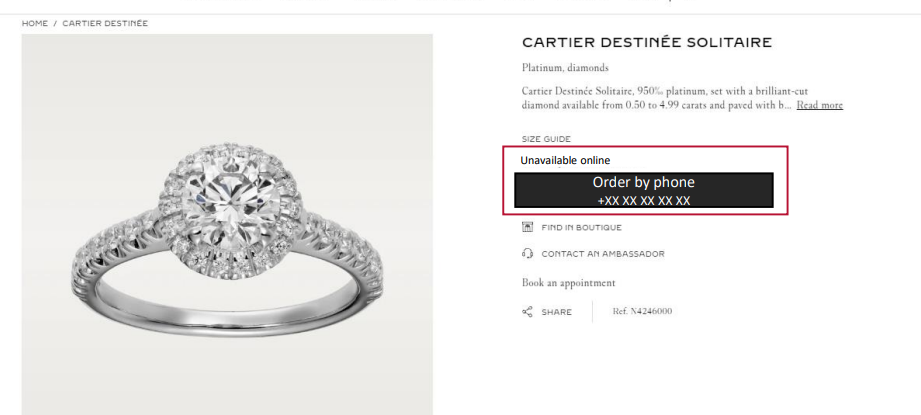 HOME / CARTIER DESTINÉE
CARTIER DESTINÉE SOLITAIRE
Platinum, diamonds
Cartier Destinée Solitaire, 950‰ platinum, set with a brilliant-cut
diamond available from 0.50 to 4.99 carats and paved with b... Read more
SIZE GUIDE
Unavailable online
Order by phone
+XX XX XX XX XX
FIND IN BOUTIQUE
CONTACT AN AMBASSADOR
Book an appointment
SHARE Ref. N4246000